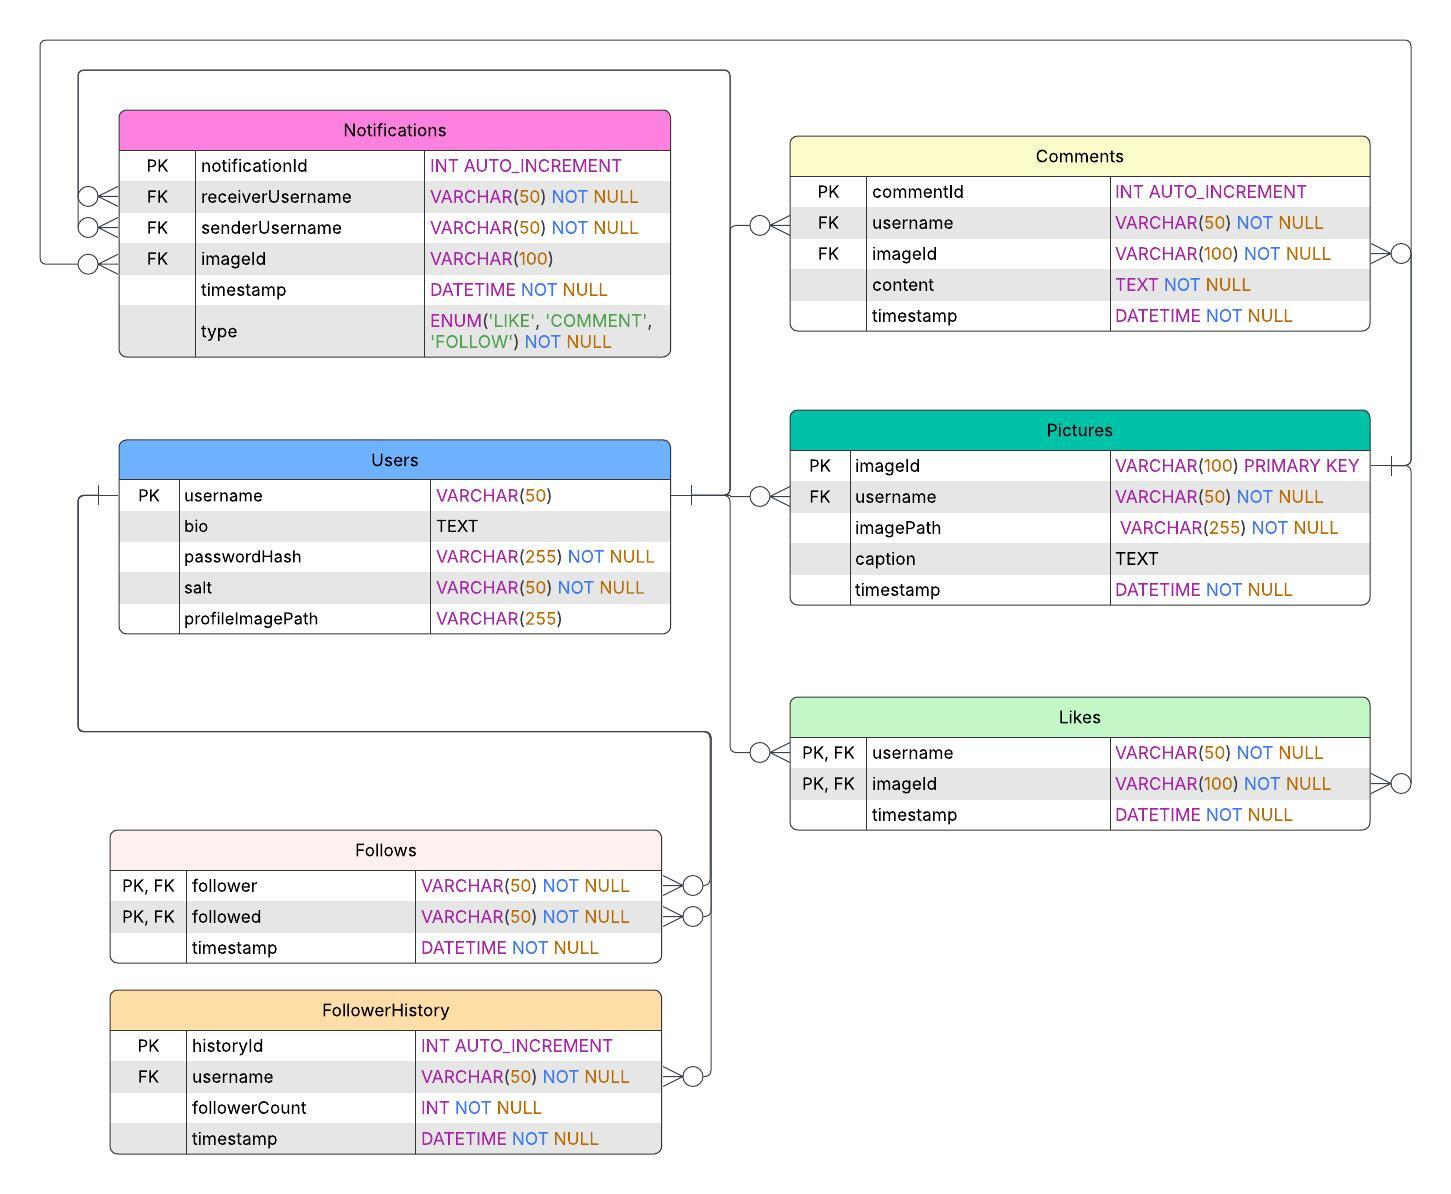 Notifications
PK notificationId INT AUTO_INCREMENT
FK receiverUsername VARCHAR(50) NOT NULL
FK senderUsername VARCHAR(50) NOT NULL
FK imageId VARCHAR(100)
timestamp DATETIME NOT NULL
type ENUM('LIKE', 'COMMENT',
'FOLLOW') NOT NULL
Comments
PK commentId INT AUTO_INCREMENT
FK username VARCHAR(50) NOT NULL
FK imageId VARCHAR(100) NOT NULL
content TEXT NOT NULL
timestamp DATETIME NOT NULL
Users
PK username VARCHAR(50)
bio TEXT
passwordHash VARCHAR(255) NOT NULL
salt VARCHAR(50) NOT NULL
profileImagePath VARCHAR(255)
Pictures
PK imageId VARCHAR(100) PRIMARY KEY
FK username VARCHAR(50) NOT NULL
imagePath VARCHAR(255) NOT NULL
caption TEXT
timestamp DATETIME NOT NULL
Likes
PK, FK username VARCHAR(50) NOT NULL
PK, FK imageId VARCHAR(100) NOT NULL
timestamp DATETIME NOT NULL
Follows
PK, FK follower VARCHAR(50) NOT NULL
PK, FK followed VARCHAR(50) NOT NULL
timestamp DATETIME NOT NULL
FollowerHistory
PK historyId INT AUTO_INCREMENT
FK username VARCHAR(50) NOT NULL
followerCount INT NOT NULL
timestamp DATETIME NOT NULL